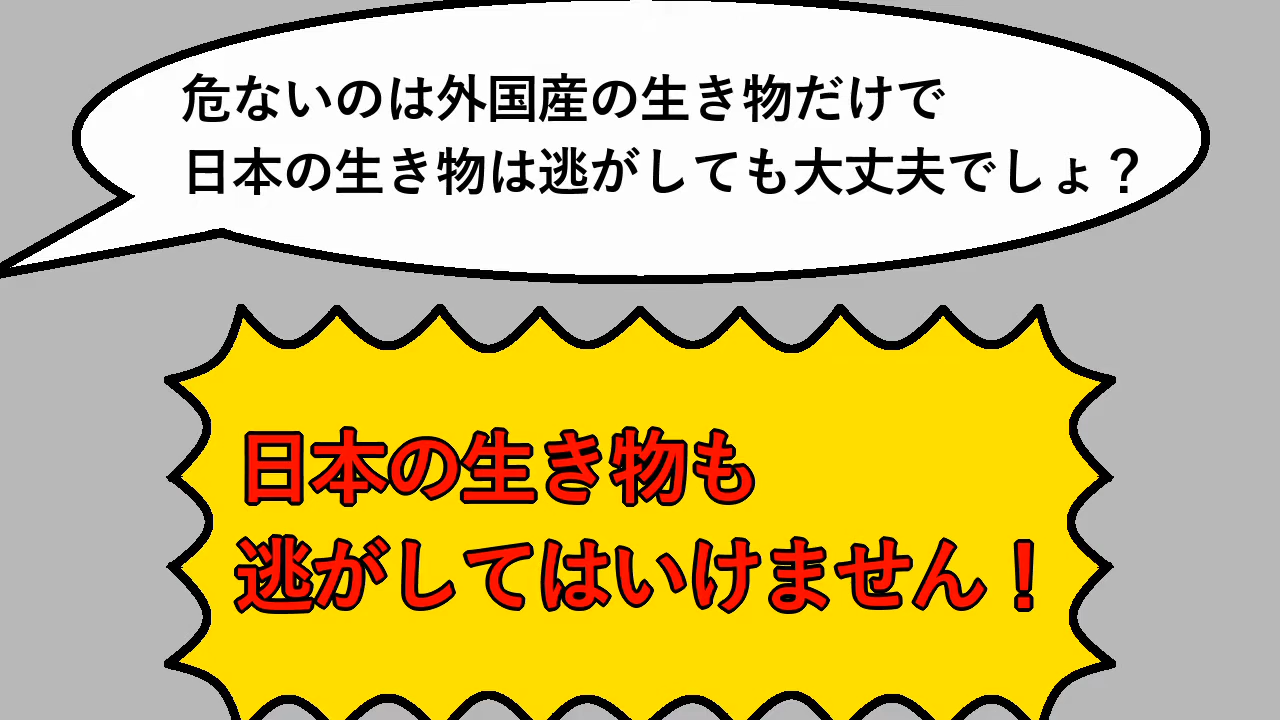 危ないのは外国産の生き物だけで
日本の生き物は逃がしても大丈夫でしょ？
日本の生き物も
逃がしてはいけません！